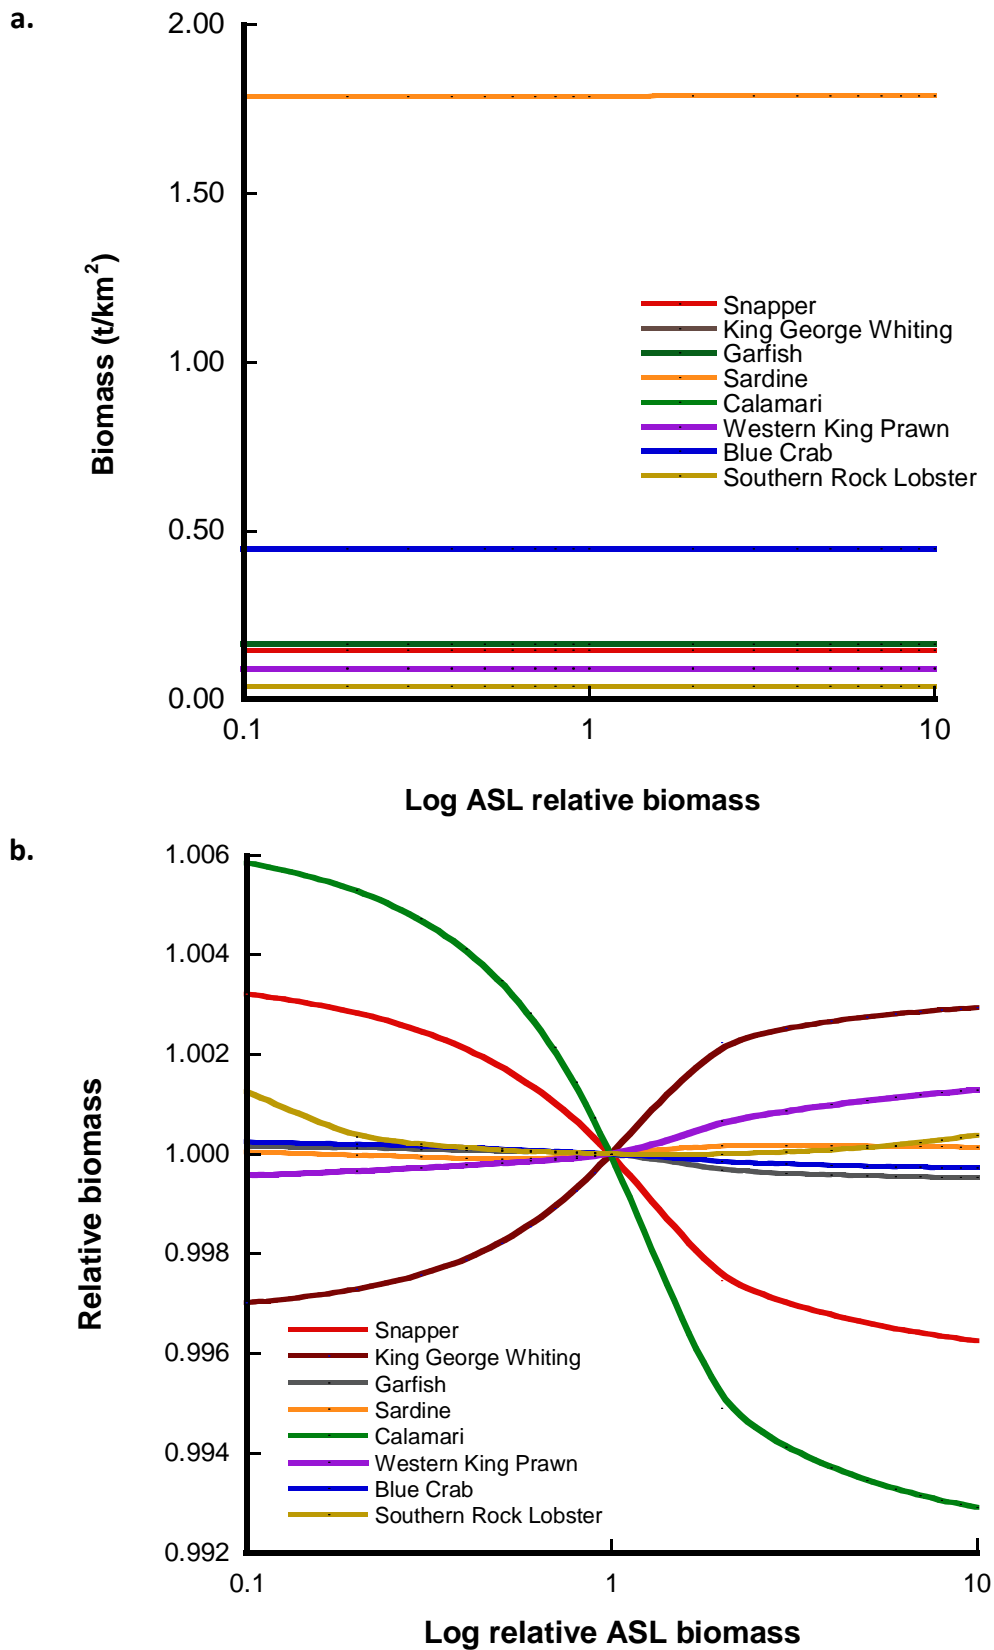 a.
2.00
1.50
1.00
0.50
0.00
Biomass (t/km²)
Snapper
King George Whiting
Garfish
Sardine
Calamari
Western King Prawn
Blue Crab
Southern Rock Lobster
0.1 1 10
Log ASL relative biomass
b.
1.006
1.004
1.002
1.000
0.998
0.996
0.994
0.992
Relative biomass
Snapper
King George Whiting
Garfish
Sardine
Calamari
Western King Prawn
Blue Crab
Southern Rock Lobster
0.1 1 10
Log relative ASL biomass